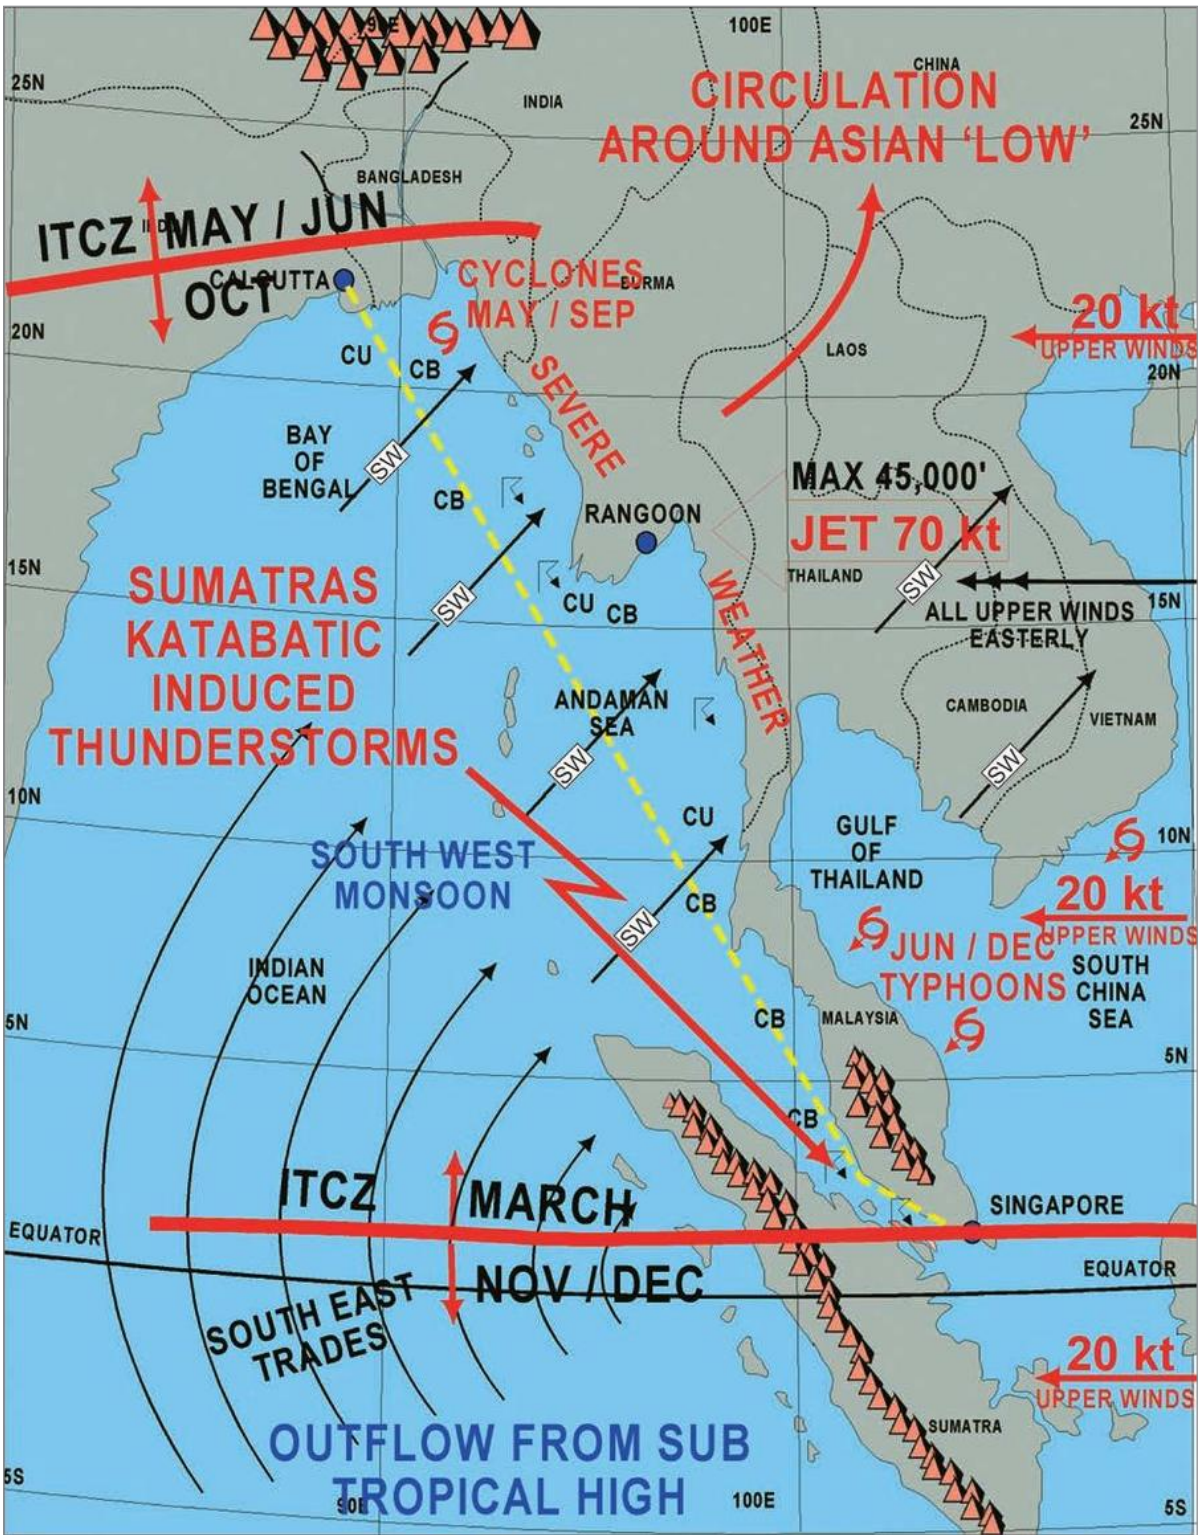 90E
100E
25N
INDIA
CHINA
CIRCULATION
AROUND ASIAN 'LOW'
25N
BANGLADESH
ITCZ MAY / JUN
INDIA
CALCUTTA
OCT
CYCLONES
MAY / SEP
BURMA
20 kt
UPPER WINDS
20N
20N
LAOS
CU
CB
SEVERE
BAY
OF
BENGAL
SW
CB
MAX 45,000'
RANGOON
JET 70 kt
15N
SUMATRAS
KATABATIC
INDUCED
THUNDERSTORMS
SW
CU
CB
WEATHER
THAILAND
SW
ALL UPPER WINDS
EASTERLY
15N
ANDAMAN
SEA
CAMBODIA
VIETNAM
SW
SW
10N
CU
GULF
OF
THAILAND
10N
SOUTH WEST
MONSOON
CB
SW
20 kt
UPPER WINDS
JUN / DEC
TYPHOONS
SOUTH
CHINA
SEA
INDIAN
OCEAN
5N
CB
MALAYSIA
5N
CB
ITCZ
MARCH
SINGAPORE
EQUATOR
NOV / DEC
EQUATOR
SOUTH EAST
TRADES
20 kt
UPPER WINDS
SUMATRA
OUTFLOW FROM SUB
TROPICAL HIGH
5S
90E
100E
5S